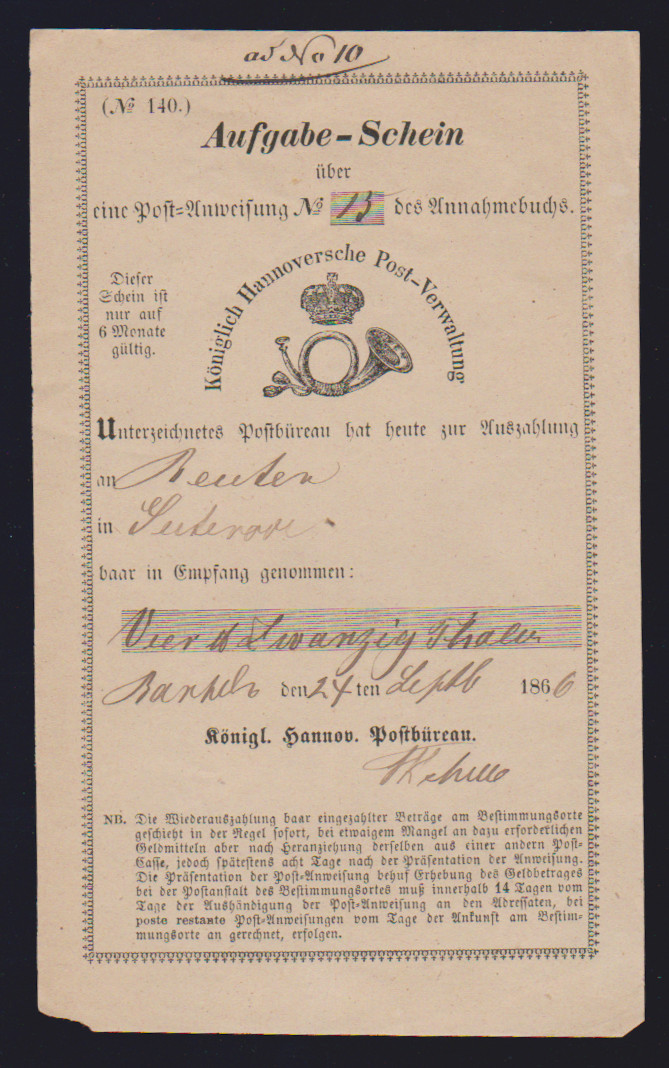 ad No 10
(№ 140.)
Aufgabe-Schein
über
eine Post-Anweisung № 15 des Annahmebuchs.
Königlich Hannoversche Post-Verwaltung
Dieser
Schein ist
nur auf
6 Monate
gültig.
Unterzeichnetes Postbüreau hat heute zur Auszahlung
an
in
baar in Empfang genommen:
Vier & Zwanzig Thaler
den 24 ten Septb 1866
Königl. Hannov. Postbüreau.
NB. Die Wiederauszahlung baar eingezahlter Beträge am Bestimmungsorte
geschieht in der Regel sofort, bei etwaigem Mangel an dazu erforderlichen
Geldmitteln aber nach Heranziehung derselben aus einer andern Post-
Casse, jedoch spätestens acht Tage nach der Präsentation der Anweisung.
Die Präsentation der Post-Anweisung behuf Erhebung des Geldbetrages
bei der Postanstalt des Bestimmungsortes muß innerhalb 14 Tagen vom
Tage der Aushändigung der Post-Anweisung an den Adressaten, bei
poste restante Post-Anweisungen vom Tage der Ankunft am Bestim-
mungsorte an gerechnet, erfolgen.